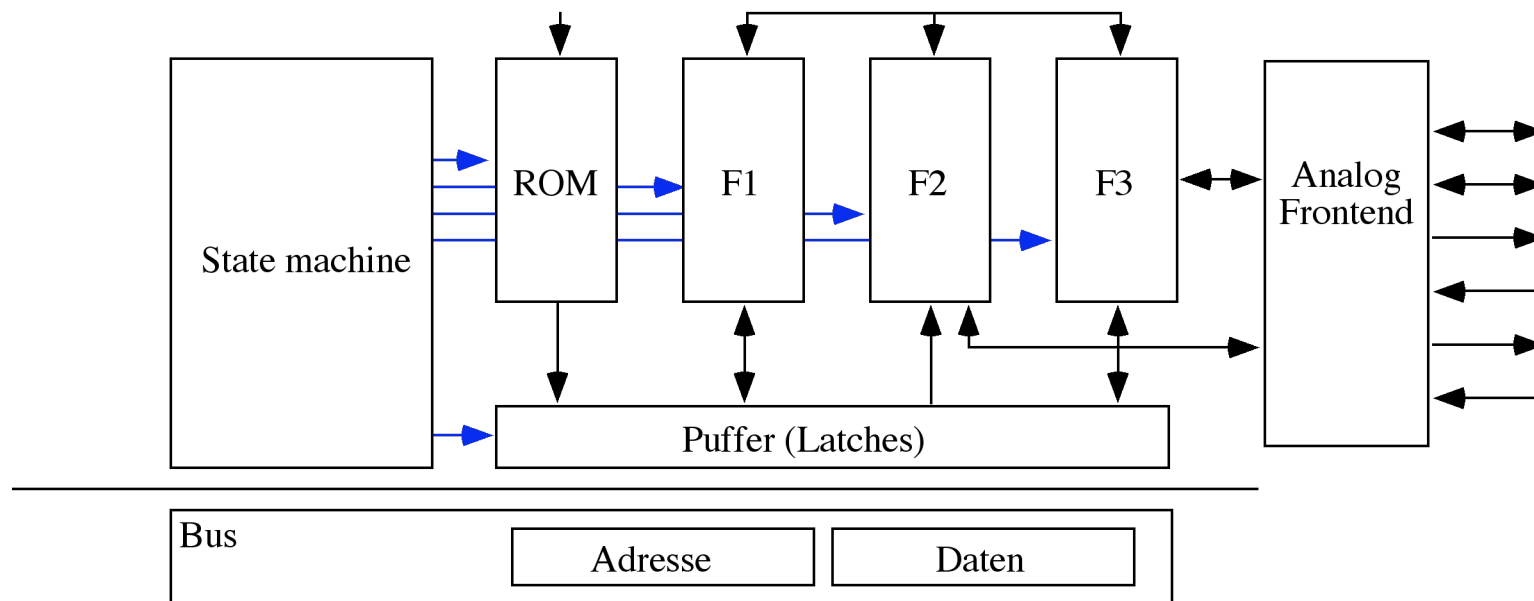 State machine
ROM
F1
F2
F3
Analog
Frontend
Puffer (Latches)
Bus
Adresse
Daten